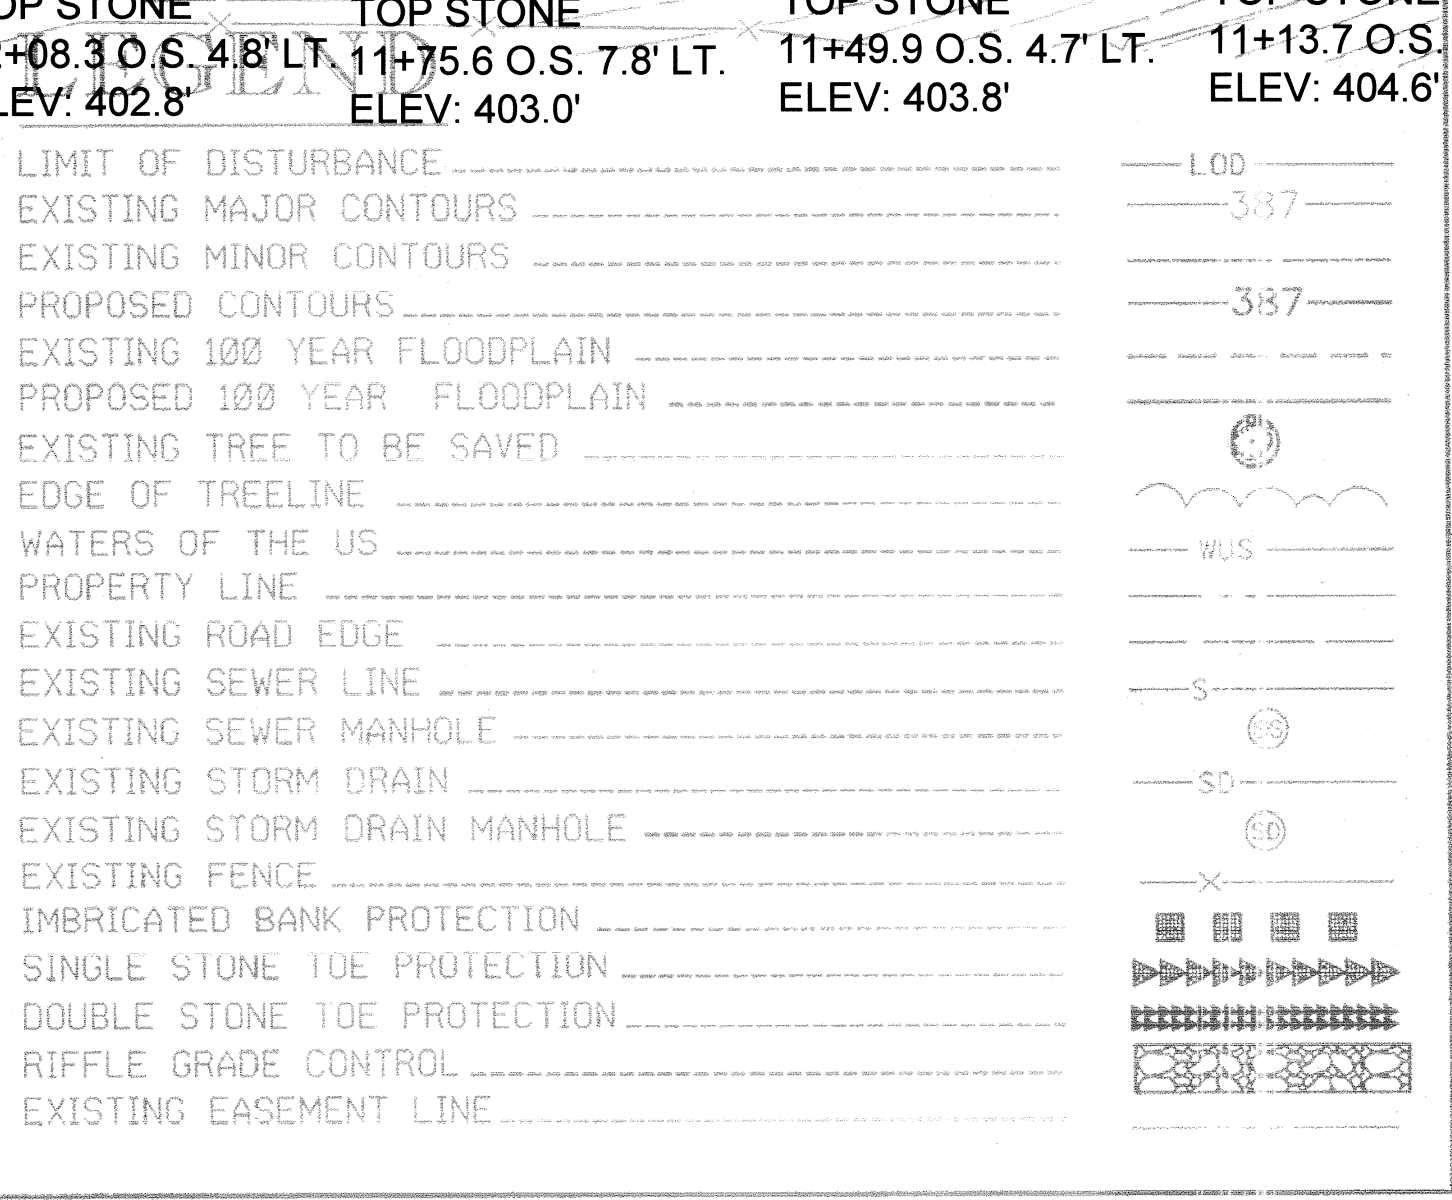 TOP STONE TOP STONE TOP STONE
+08.3 O.S. 4.8' LT. 11+75.6 O.S. 7.8' LT. 11+49.9 O.S. 4.7' LT. 11+13.7 O.S.
ELEV: 402.8' ELEV: 403.0' ELEV: 403.8' ELEV: 404.6'
LEGEND
LIMIT OF DISTURBANCE LOD
EXISTING MAJOR CONTOURS 387
EXISTING MINOR CONTOURS
PROPOSED CONTOURS 387
EXISTING 100 YEAR FLOODPLAIN
PROPOSED 100 YEAR FLOODPLAIN
EXISTING TREE TO BE SAVED
EDGE OF TREELINE
WATERS OF THE US WUS
PROPERTY LINE
EXISTING ROAD EDGE
EXISTING SEWER LINE S
EXISTING SEWER MANHOLE SS
EXISTING STORM DRAIN SD
EXISTING STORM DRAIN MANHOLE SD
EXISTING FENCE X
IMBRICATED BANK PROTECTION
SINGLE STONE TOE PROTECTION
DOUBLE STONE TOE PROTECTION
RIFFLE GRADE CONTROL
EXISTING EASEMENT LINE